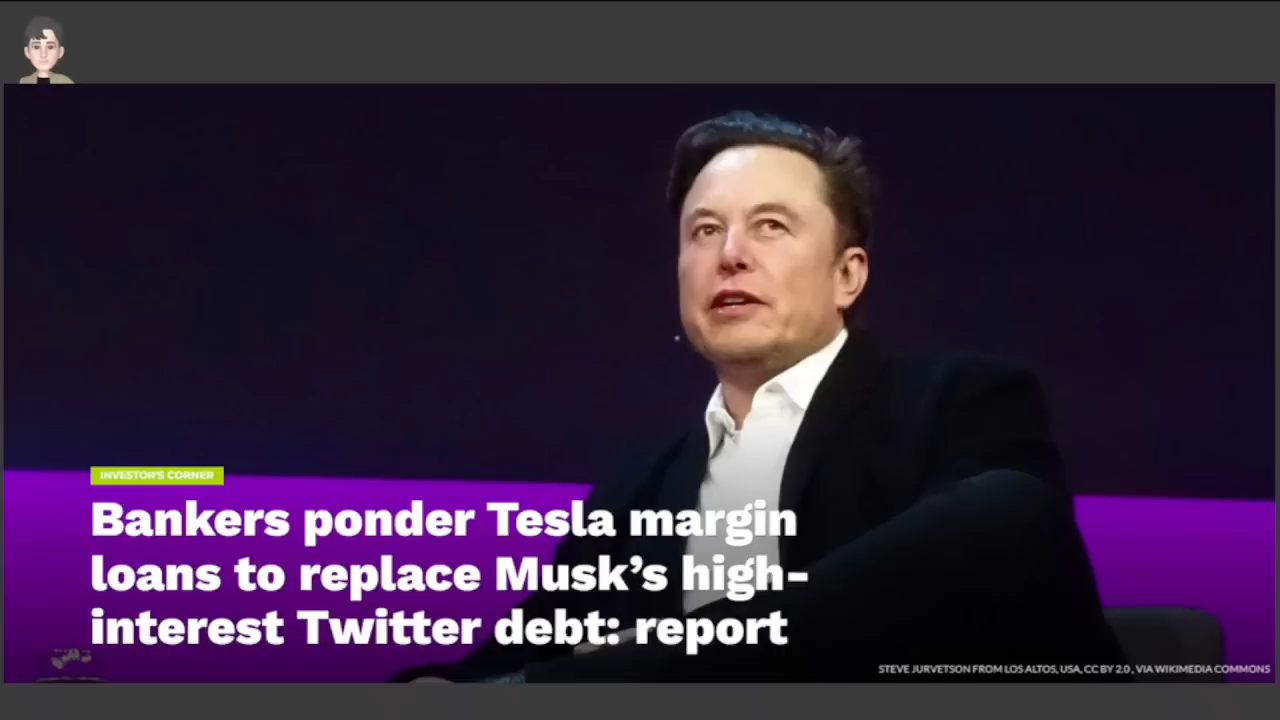 INVESTOR'S CORNER
Bankers ponder Tesla margin
loans to replace Musk's high-
interest Twitter debt: report
STEVE JURVETSON FROM LOS ALTOS, USA, CC BY 2.0, VIA WIKIMEDIA COMMONS